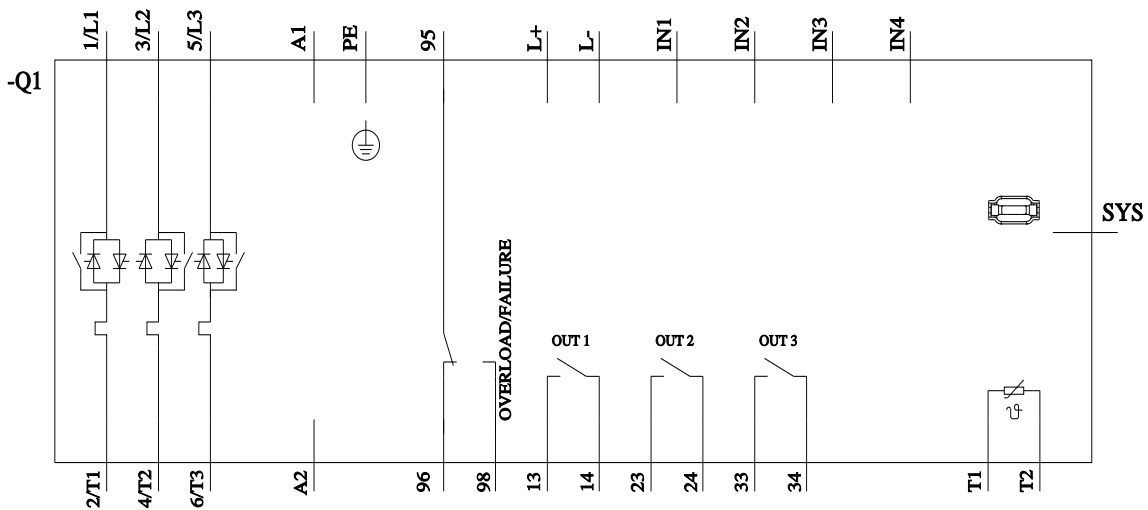 1/L1
3/L2
5/L3
A1
PE
95
L+
L-
IN1
IN2
IN3
IN4
-Q1
SYS
OVERLOAD/FAILURE
OUT 1
OUT 2
OUT 3
ϑ
2/T1
4/T2
6/T3
A2
96
98
13
14
23
24
33
34
T1
T2